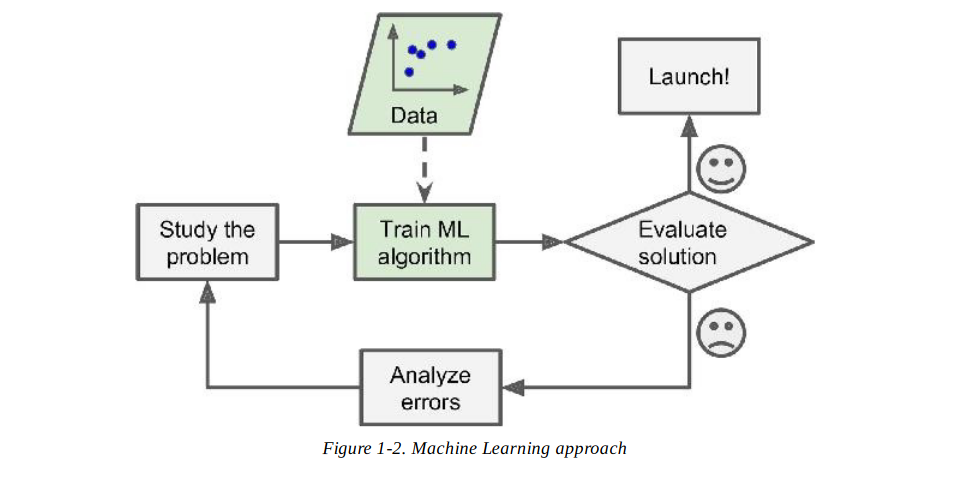 Data
Launch!
Study the
problem
Train ML
algorithm
Evaluate
solution
Analyze
errors
Figure 1-2. Machine Learning approach